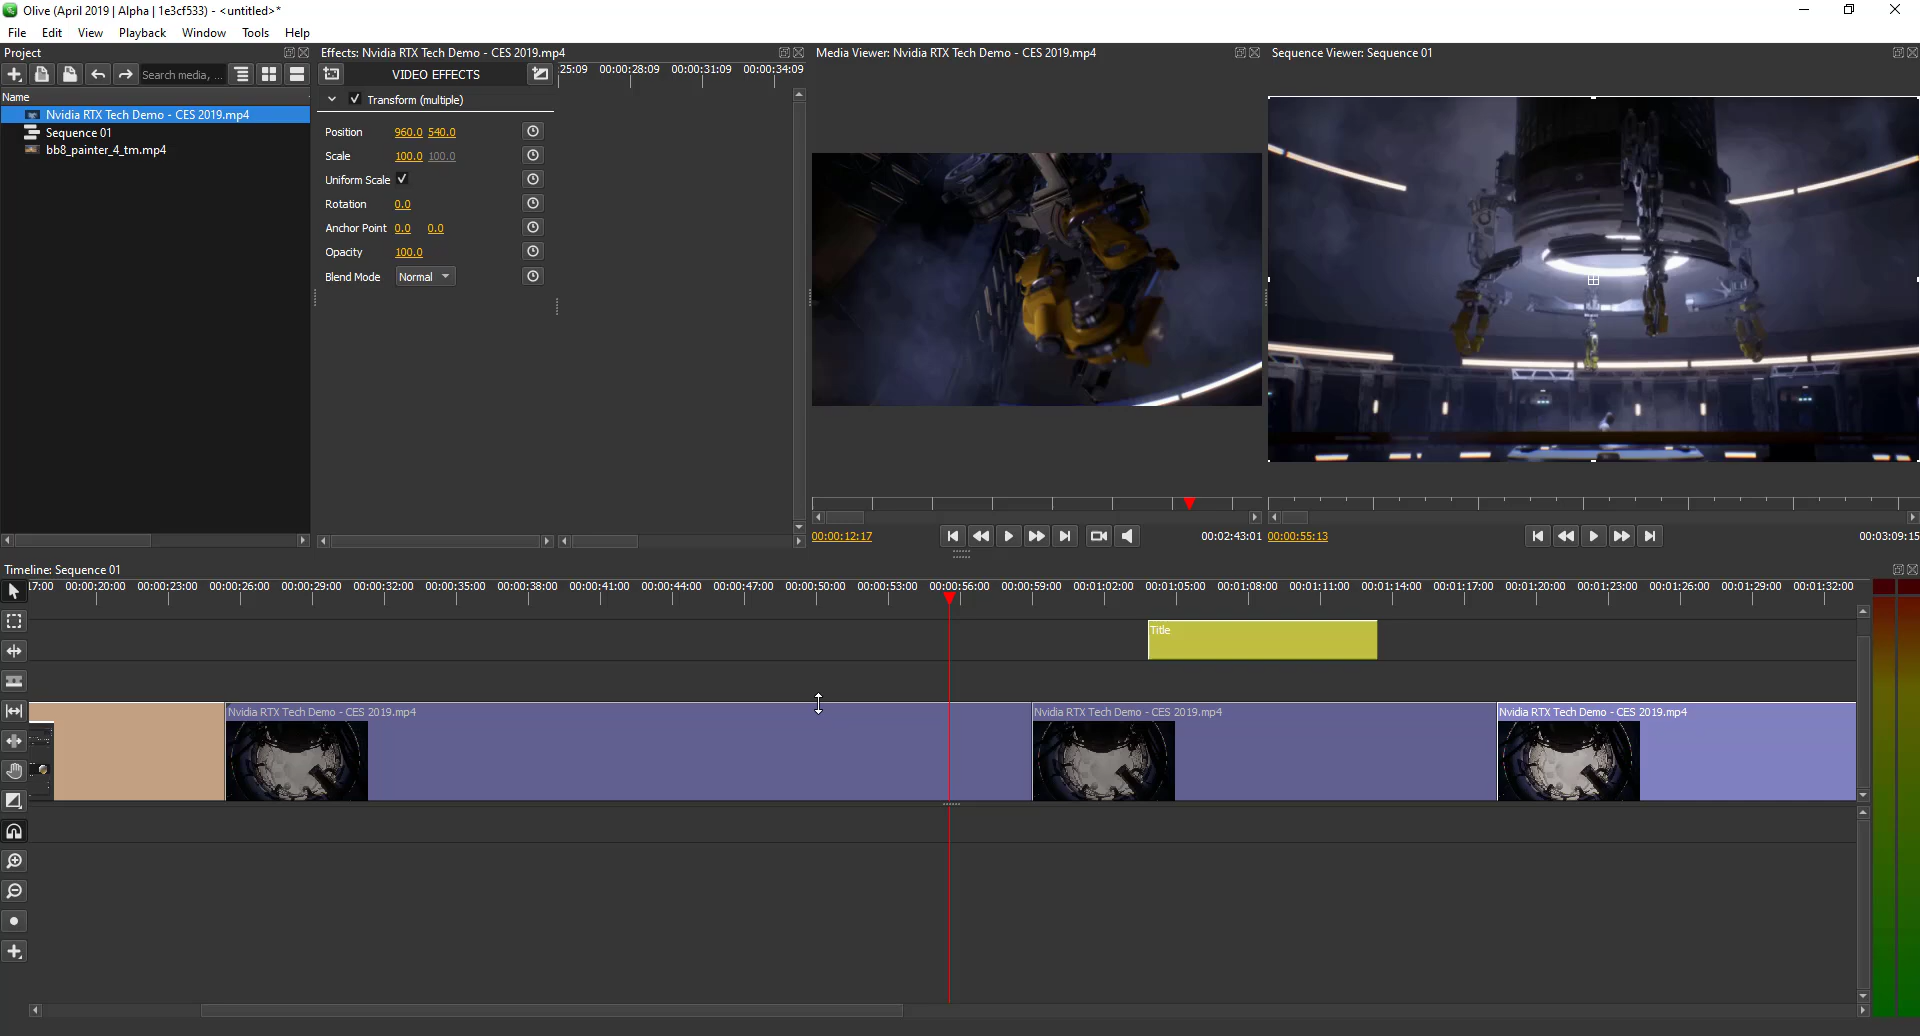 Olive (April 2019 | Alpha | 1e3cf533) - <untitled>*
File Edit View Playback Window Tools Help
Project
Search media, ...
Name
Nvidia RTX Tech Demo - CES 2019.mp4
Sequence 01
bb8_painter_4_tm.mp4
Effects: Nvidia RTX Tech Demo - CES 2019.mp4
VIDEO EFFECTS
:25:09 00:00:28:09 00:00:31:09 00:00:34:09
Transform (multiple)
Position 960.0 540.0
Scale 100.0 100.0
Uniform Scale
Rotation 0.0
Anchor Point 0.0 0.0
Opacity 100.0
Blend Mode Normal
Media Viewer: Nvidia RTX Tech Demo - CES 2019.mp4
00:00:12:17 00:02:43:01
Sequence Viewer: Sequence 01
00:00:55:13 00:03:09:15
Timeline: Sequence 01
17:00 00:00:20:00 00:00:23:00 00:00:26:00 00:00:29:00 00:00:32:00 00:00:35:00 00:00:38:00 00:00:41:00 00:00:44:00 00:00:47:00 00:00:50:00 00:00:53:00 00:00:56:00 00:00:59:00 00:01:02:00 00:01:05:00 00:01:08:00 00:01:11:00 00:01:14:00 00:01:17:00 00:01:20:00 00:01:23:00 00:01:26:00 00:01:29:00 00:01:32:00
Title
Nvidia RTX Tech Demo - CES 2019.mp4 Nvidia RTX Tech Demo - CES 2019.mp4 Nvidia RTX Tech Demo - CES 2019.mp4